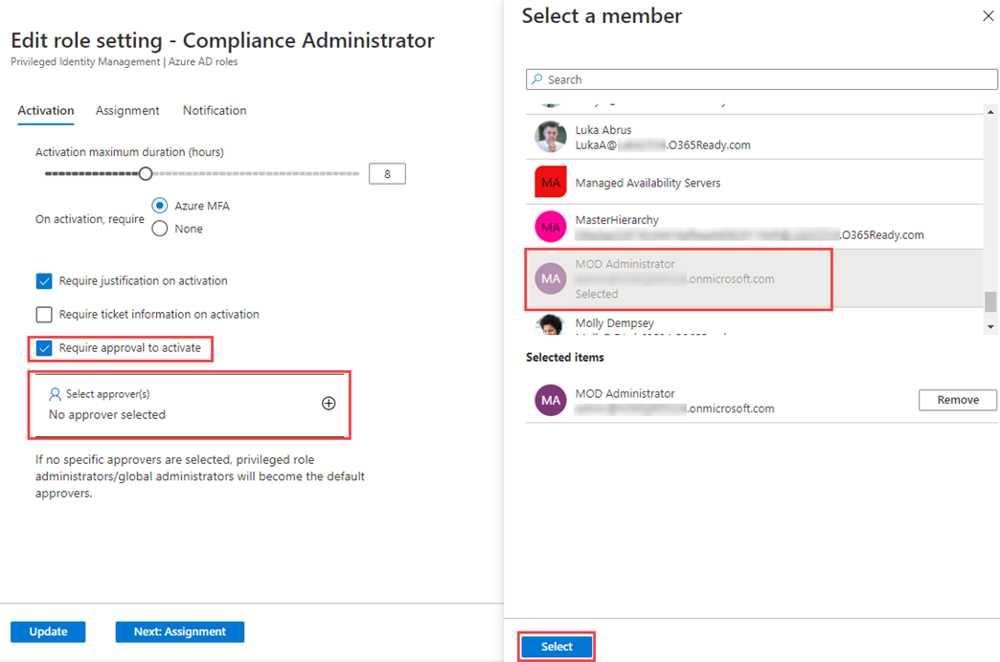 Edit role setting - Compliance Administrator
Privileged Identity Management | Azure AD roles
Activation Assignment Notification
Activation maximum duration (hours)
8
On activation, require
Azure MFA
None
Require justification on activation
Require ticket information on activation
Require approval to activate
Select approver(s)
No approver selected
If no specific approvers are selected, privileged role
administrators/global administrators will become the default
approvers.
Update Next: Assignment
Select a member
Search
Luka Abrus
LukaA@ .O365Ready.com
MA Managed Availability Servers
MA MasterHierarchy
.O365Ready.com
MA MOD Administrator
.onmicrosoft.com
Selected
Molly Dempsey
Selected items
MA MOD Administrator
.onmicrosoft.com
Remove
Select